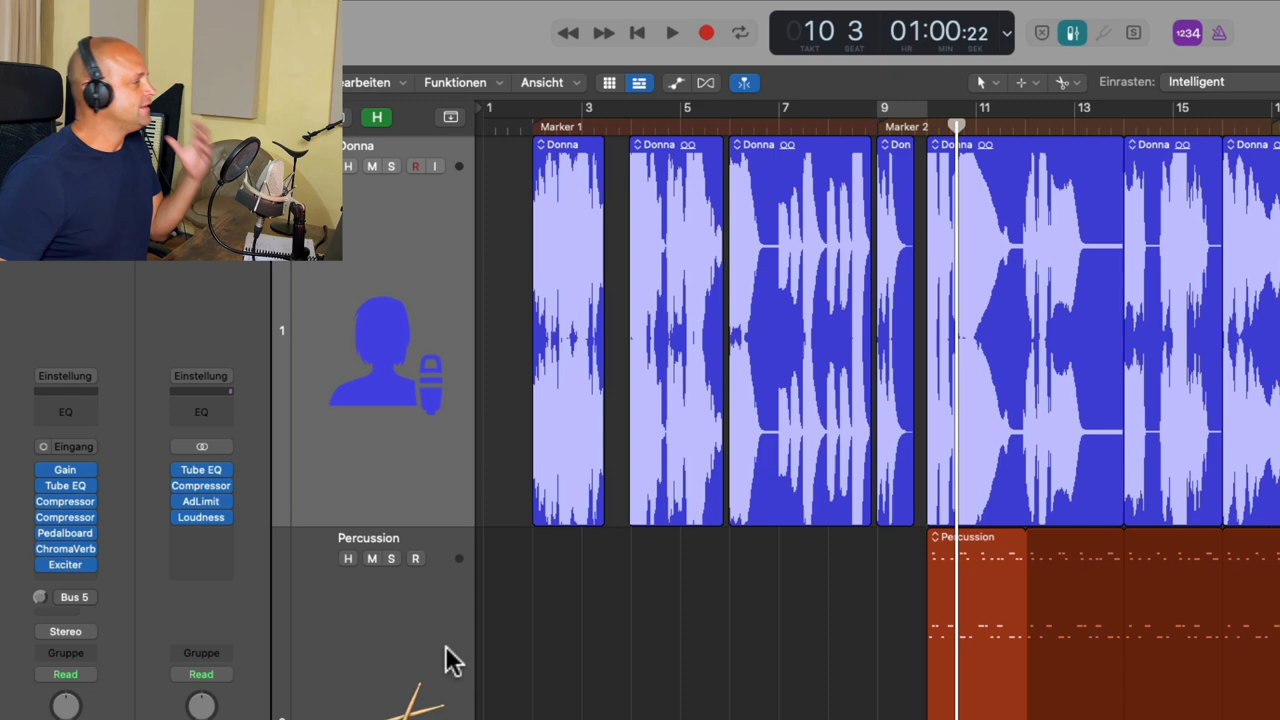 10 3 01:00:22
TAKT BEAT HR MIN SEK
1234
earbeiten Funktionen Ansicht Einrasten: Intelligent
H
1 3 5 7 9 11 13 15
Marker 1 Marker 2
Donna
H M S R I
Donna Donna Donna Don Donna Donna Donna
1
Einstellung Einstellung
EQ EQ
Eingang
Gain Tube EQ
Tube EQ Compressor
Compressor AdLimit
Compressor Loudness
Pedalboard
ChromaVerb
Exciter
Percussion
H M S R
Percussion
Bus 5
Stereo
Gruppe Gruppe
Read Read